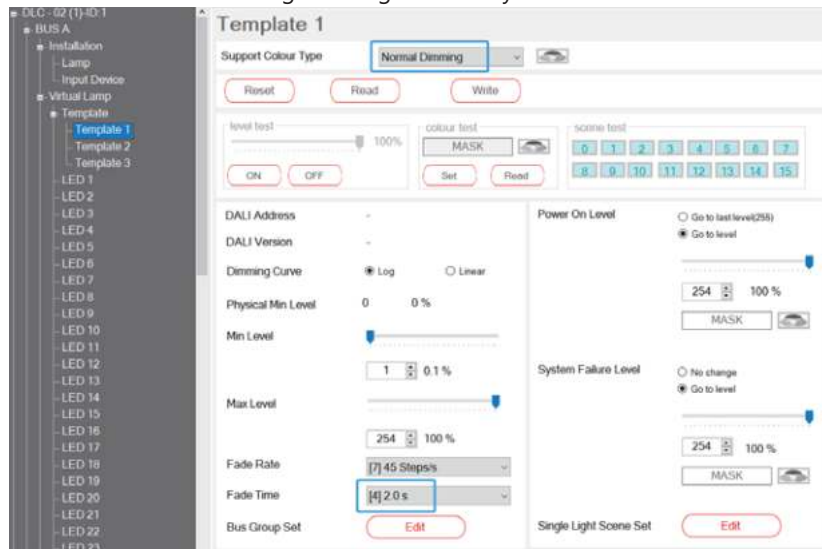 DLC - 02 (1)-ID:1
BUS A
Installation
Lamp
Input Device
Virtual Lamp
Template
Template 1
Template 2
Template 3
LED 1
LED 2
LED 3
LED 4
LED 5
LED 6
LED 7
LED 8
LED 9
LED 10
LED 11
LED 12
LED 13
LED 14
LED 15
LED 16
LED 17
LED 18
LED 19
LED 20
LED 21
LED 22
LED 23
Template 1
Support Colour Type Normal Dimming
Reset Read Write
level test colour test scene test
100% MASK 0 1 2 3 4 5 6 7
ON OFF Set Read 8 9 10 11 12 13 14 15
DALI Address -
DALI Version -
Dimming Curve Log Linear
Physical Min Level 0 0 %
Min Level
1 0.1 %
Max Level
254 100 %
Fade Rate [7] 45 Steps/s
Fade Time [4] 2.0 s
Bus Group Set Edit
Power On Level Go to last level(255)
Go to level
254 100 %
MASK
System Failure Level No change
Go to level
254 100 %
MASK
Single Light Scene Set Edit